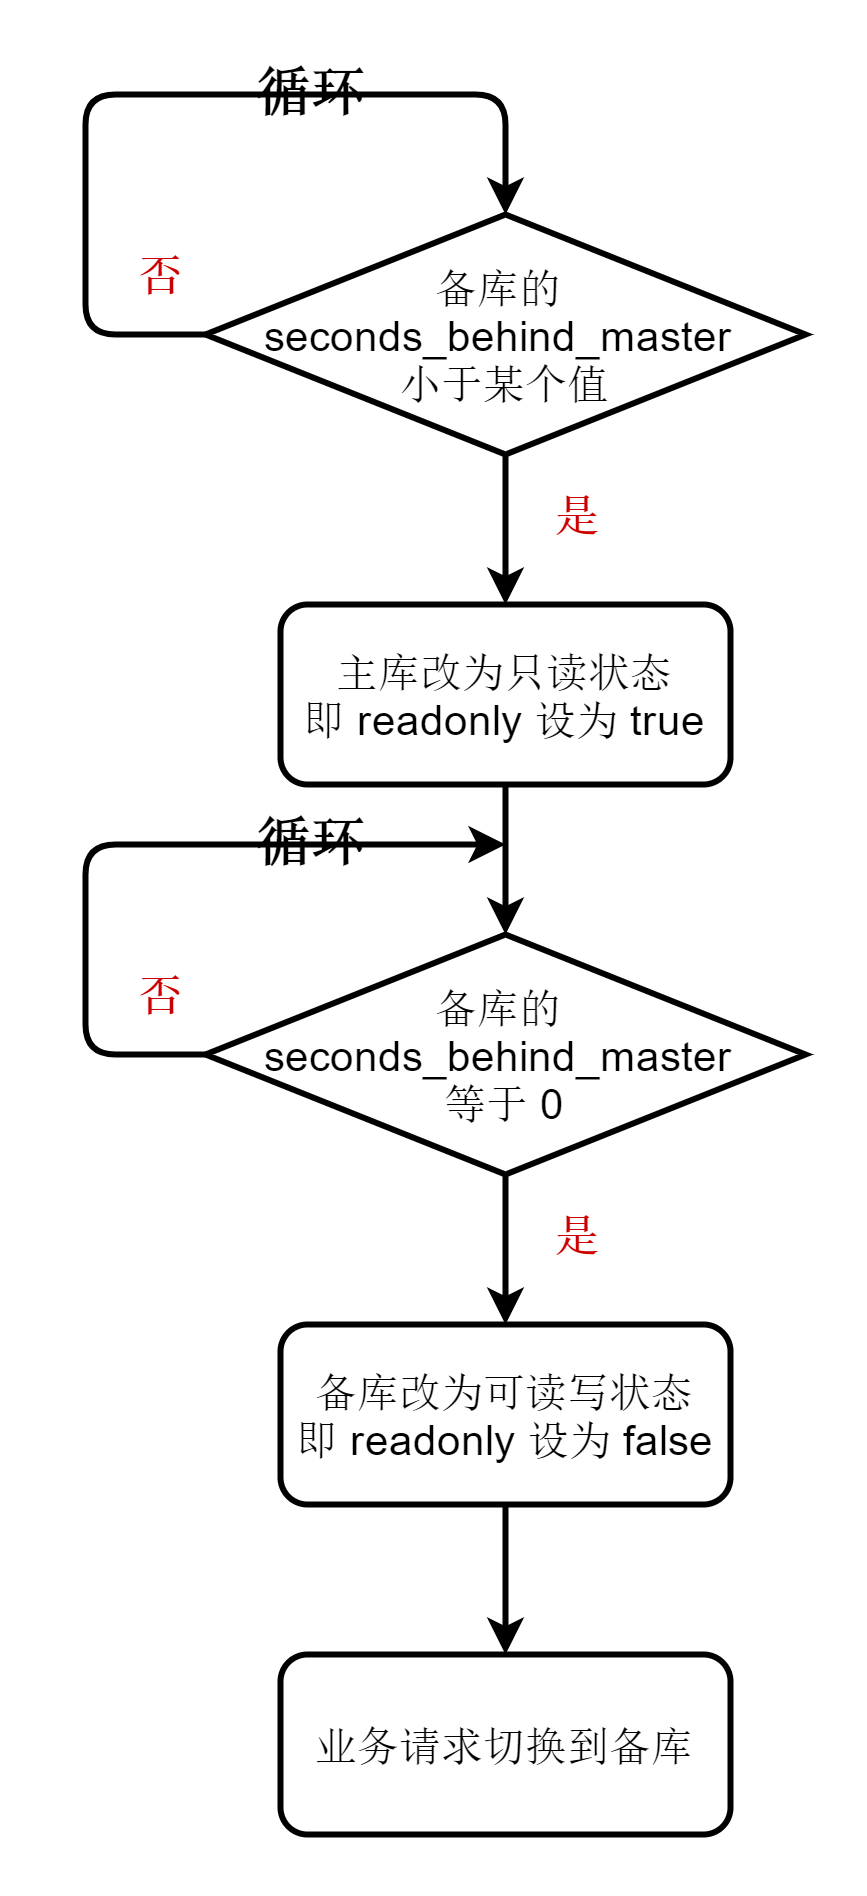 循环
否
备库的
seconds_behind_master
小于某个值
是
主库改为只读状态
即 readonly 设为 true
循环
否
备库的
seconds_behind_master
等于 0
是
备库改为可读写状态
即 readonly 设为 false
业务请求切换到备库